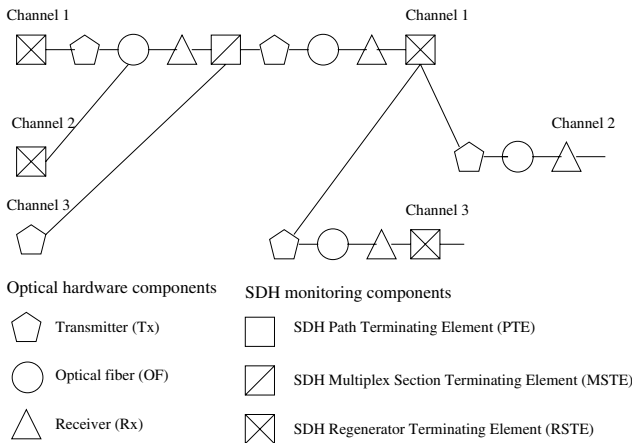 Channel 1
Channel 1
Channel 2
Channel 2
Channel 3
Channel 3
Optical hardware components
SDH monitoring components
Transmitter (Tx)
SDH Path Terminating Element (PTE)
Optical fiber (OF)
SDH Multiplex Section Terminating Element (MSTE)
Receiver (Rx)
SDH Regenerator Terminating Element (RSTE)